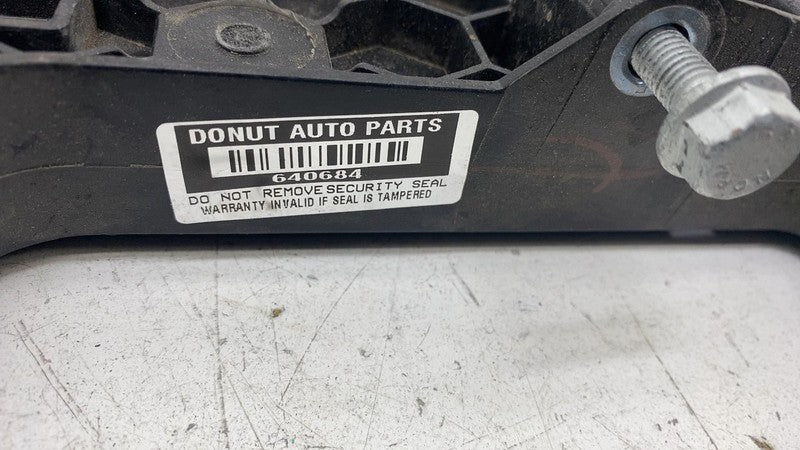 DONUT AUTO PARTS
640684
DO NOT REMOVE SECURITY SEAL
WARRANTY INVALID IF SEAL IS TAMPERED